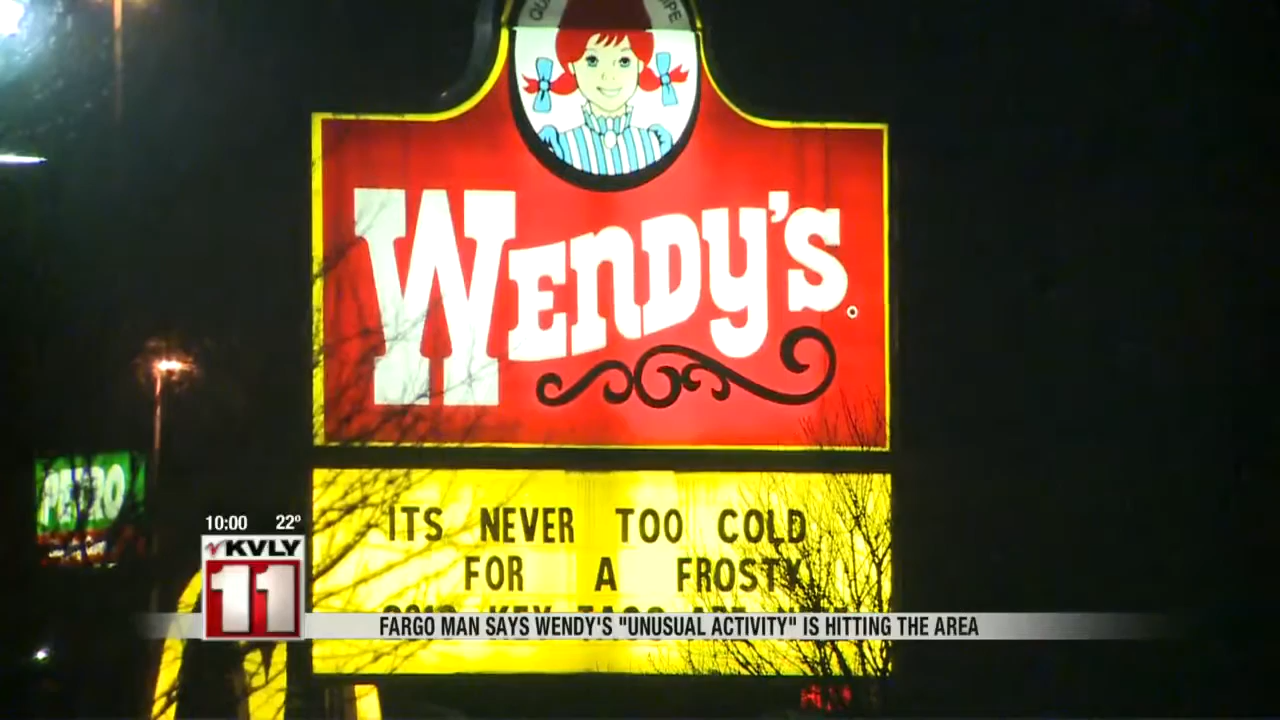 WENDY'S
ITS NEVER TOO COLD
FOR A FROSTY
PETRO
10:00 22°
KVLY
11
FARGO MAN SAYS WENDY'S "UNUSUAL ACTIVITY" IS HITTING THE AREA